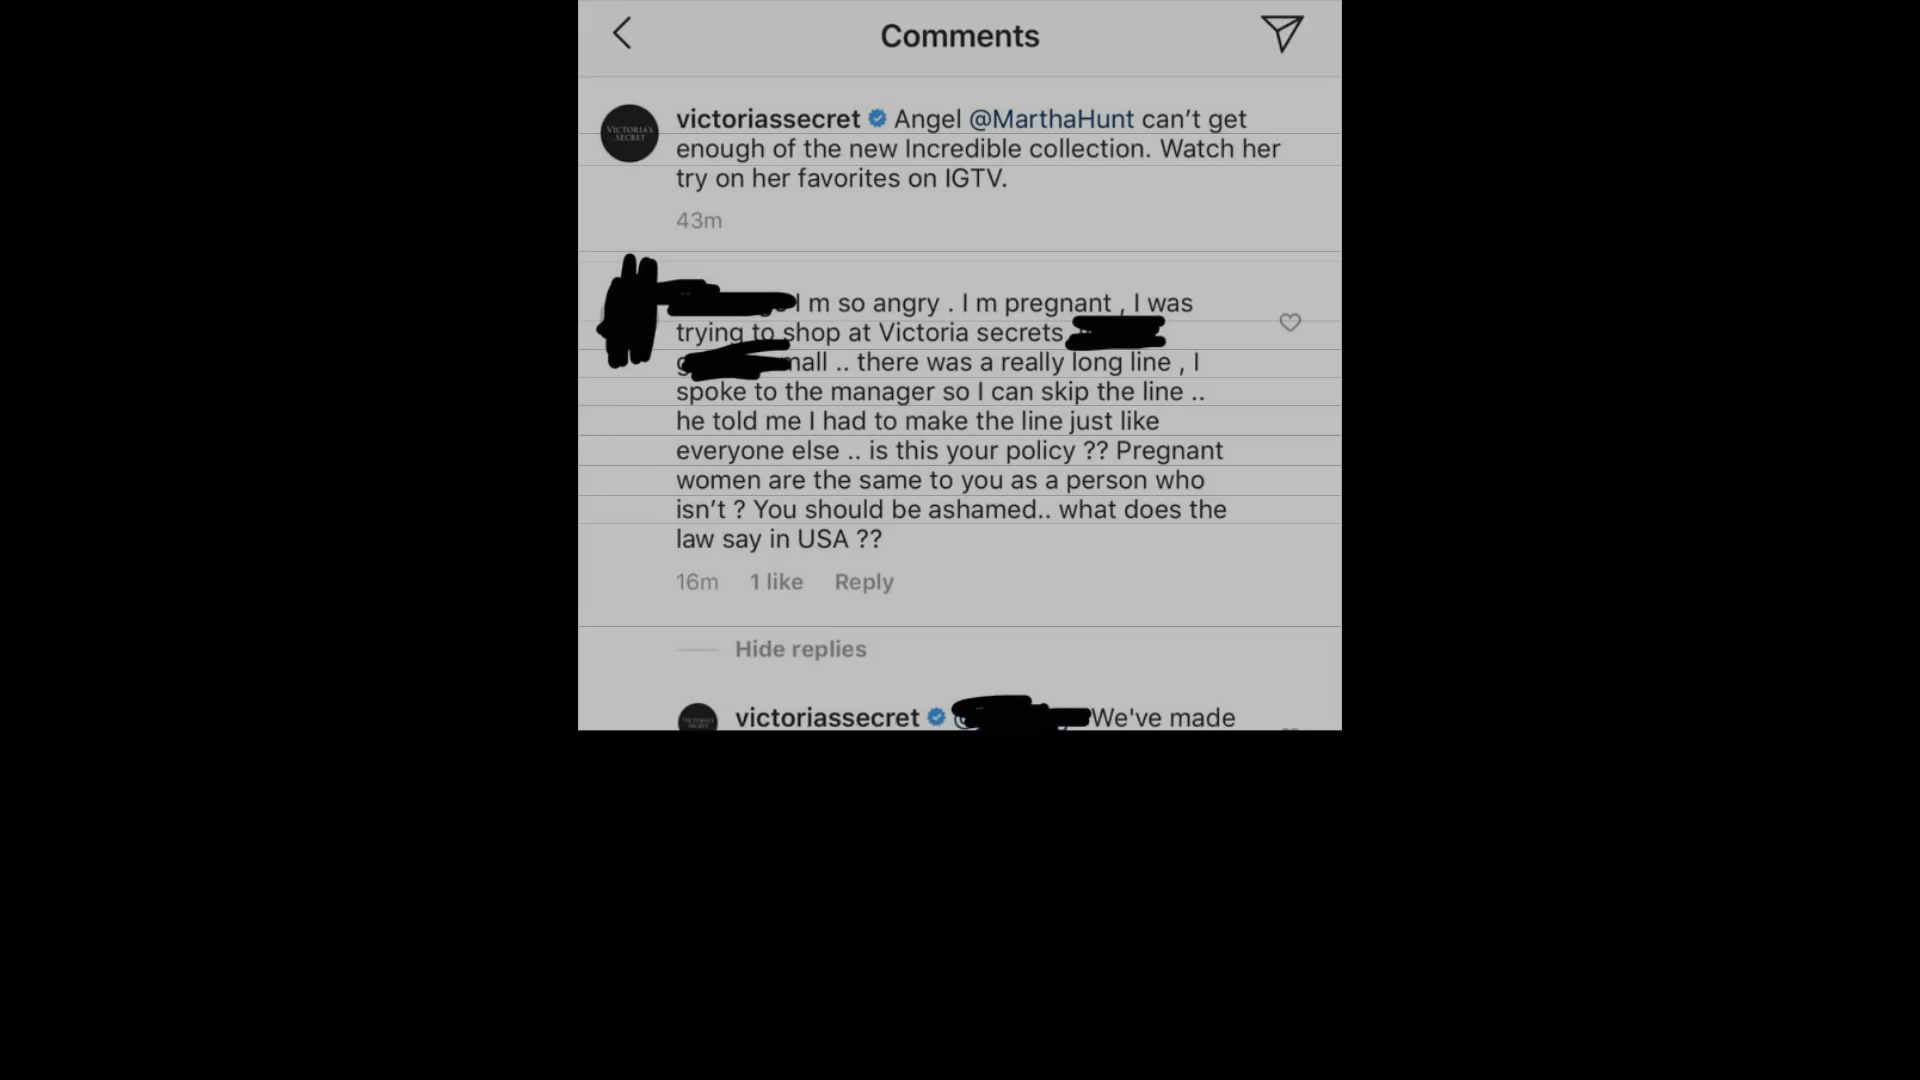 Comments
VICTORIA'S
SECRET
victoriassecret Angel @MarthaHunt can't get
enough of the new Incredible collection. Watch her
try on her favorites on IGTV.
43m
I m so angry . I m pregnant , I was
trying to shop at Victoria secrets
.. there was a really long line , I
spoke to the manager so I can skip the line ..
he told me I had to make the line just like
everyone else .. is this your policy ?? Pregnant
women are the same to you as a person who
isn't ? You should be ashamed.. what does the
law say in USA ??
16m 1 like Reply
Hide replies
victoriassecret We've made